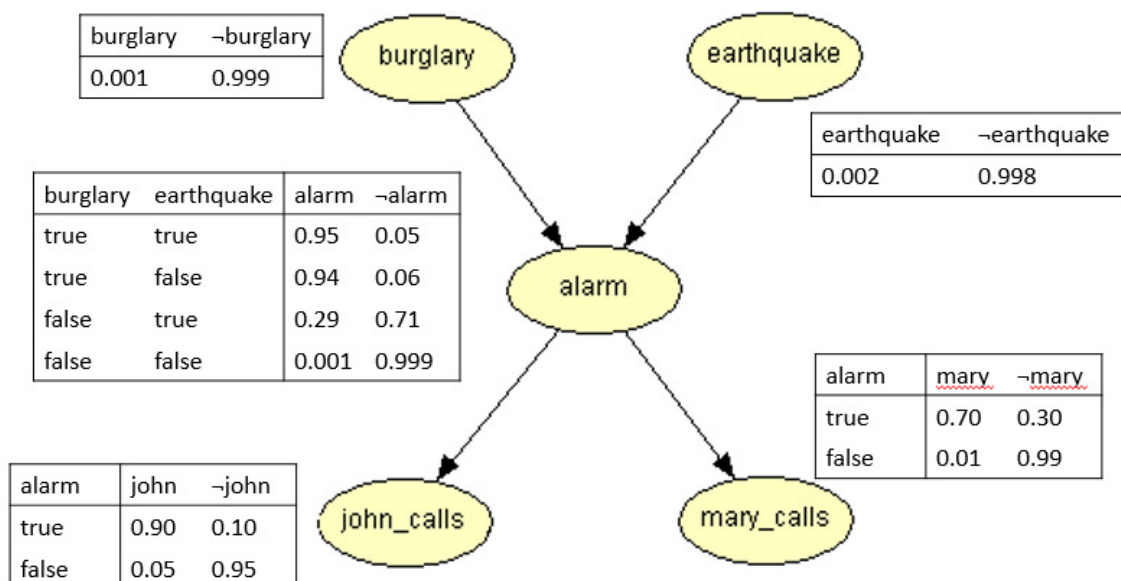 burglary ¬burglary
0.001 0.999
burglary
earthquake
earthquake ¬earthquake
0.002 0.998
burglary earthquake alarm ¬alarm
true true 0.95 0.05
true false 0.94 0.06
false true 0.29 0.71
false false 0.001 0.999
alarm
alarm mary ¬mary
true 0.70 0.30
false 0.01 0.99
alarm john ¬john
true 0.90 0.10
false 0.05 0.95
john_calls
mary_calls